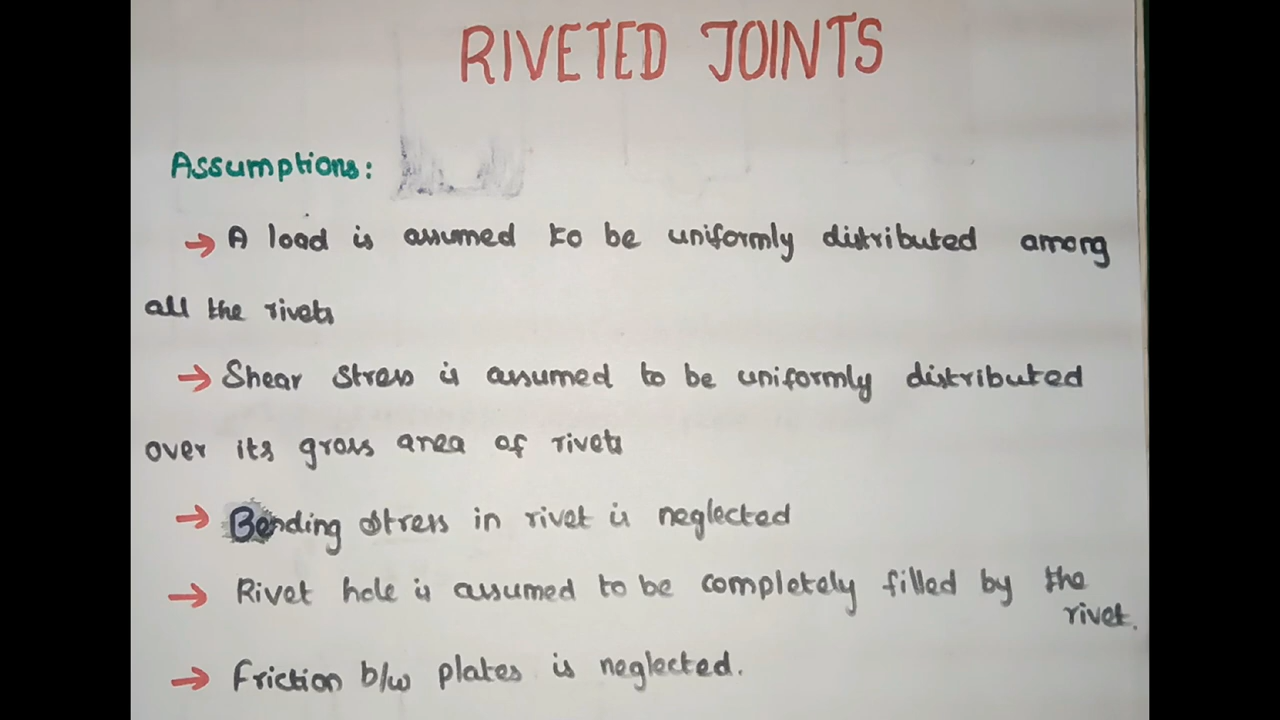 RIVETED JOINTS
Assumptions:
→ A load is assumed to be uniformly distributed among
all the rivets
→ Shear stress is assumed to be uniformly distributed
over its gross area of rivets
→ Bending stress in rivet is neglected
→ Rivet hole is assumed to be completely filled by the
rivet.
→ Friction b/w plates is neglected.